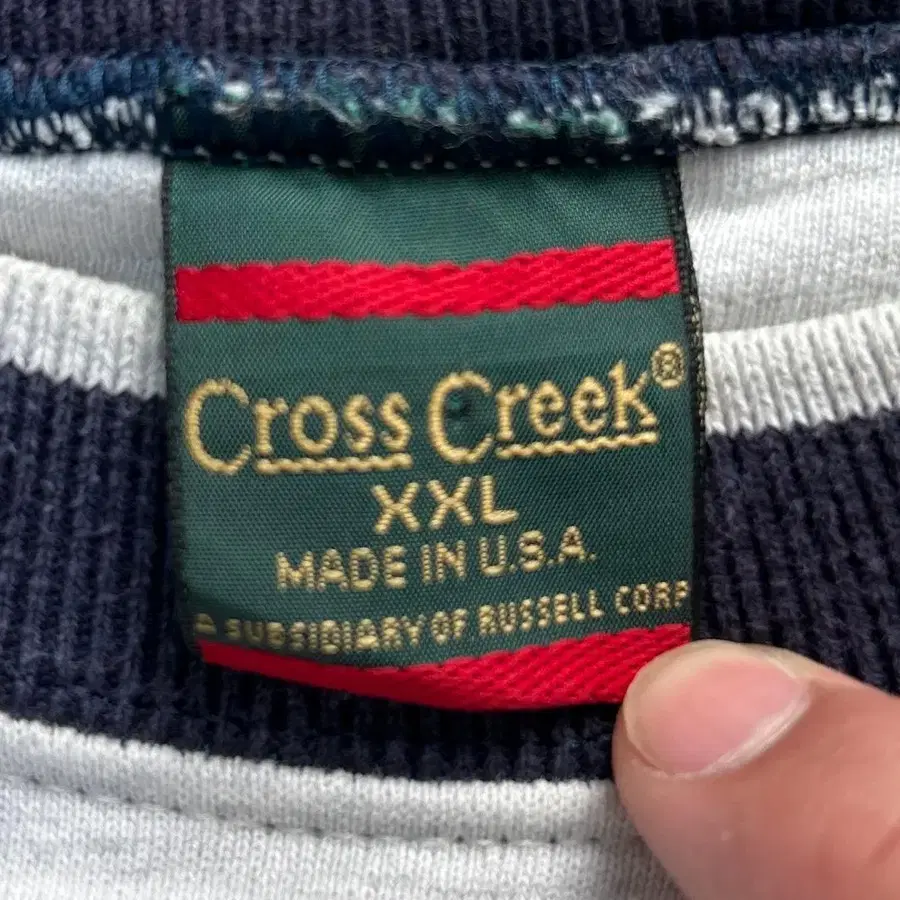 Cross Creek®
XXL
MADE IN U.S.A.
A SUBSIDIARY OF RUSSELL CORP